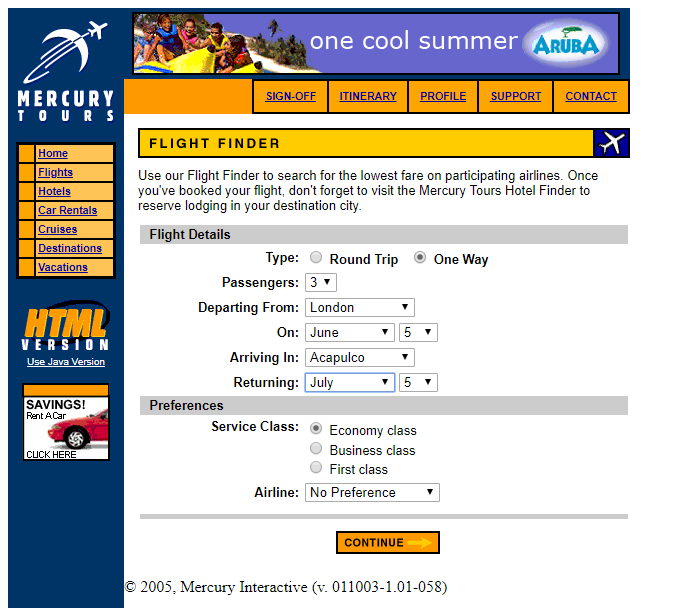 one cool summer ARUBA
MERCURY
TOURS
SIGN-OFF ITINERARY PROFILE SUPPORT CONTACT
Home
Flights
Hotels
Car Rentals
Cruises
Destinations
Vacations
HTML
VERSION
Use Java Version
SAVINGS!
Rent A Car
CLICK HERE
FLIGHT FINDER
Use our Flight Finder to search for the lowest fare on participating airlines. Once
you've booked your flight, don't forget to visit the Mercury Tours Hotel Finder to
reserve lodging in your destination city.
Flight Details
Type: Round Trip One Way
Passengers: 3
Departing From: London
On: June 5
Arriving In: Acapulco
Returning: July 5
Preferences
Service Class: Economy class
Business class
First class
Airline: No Preference
CONTINUE
© 2005, Mercury Interactive (v. 011003-1.01-058)